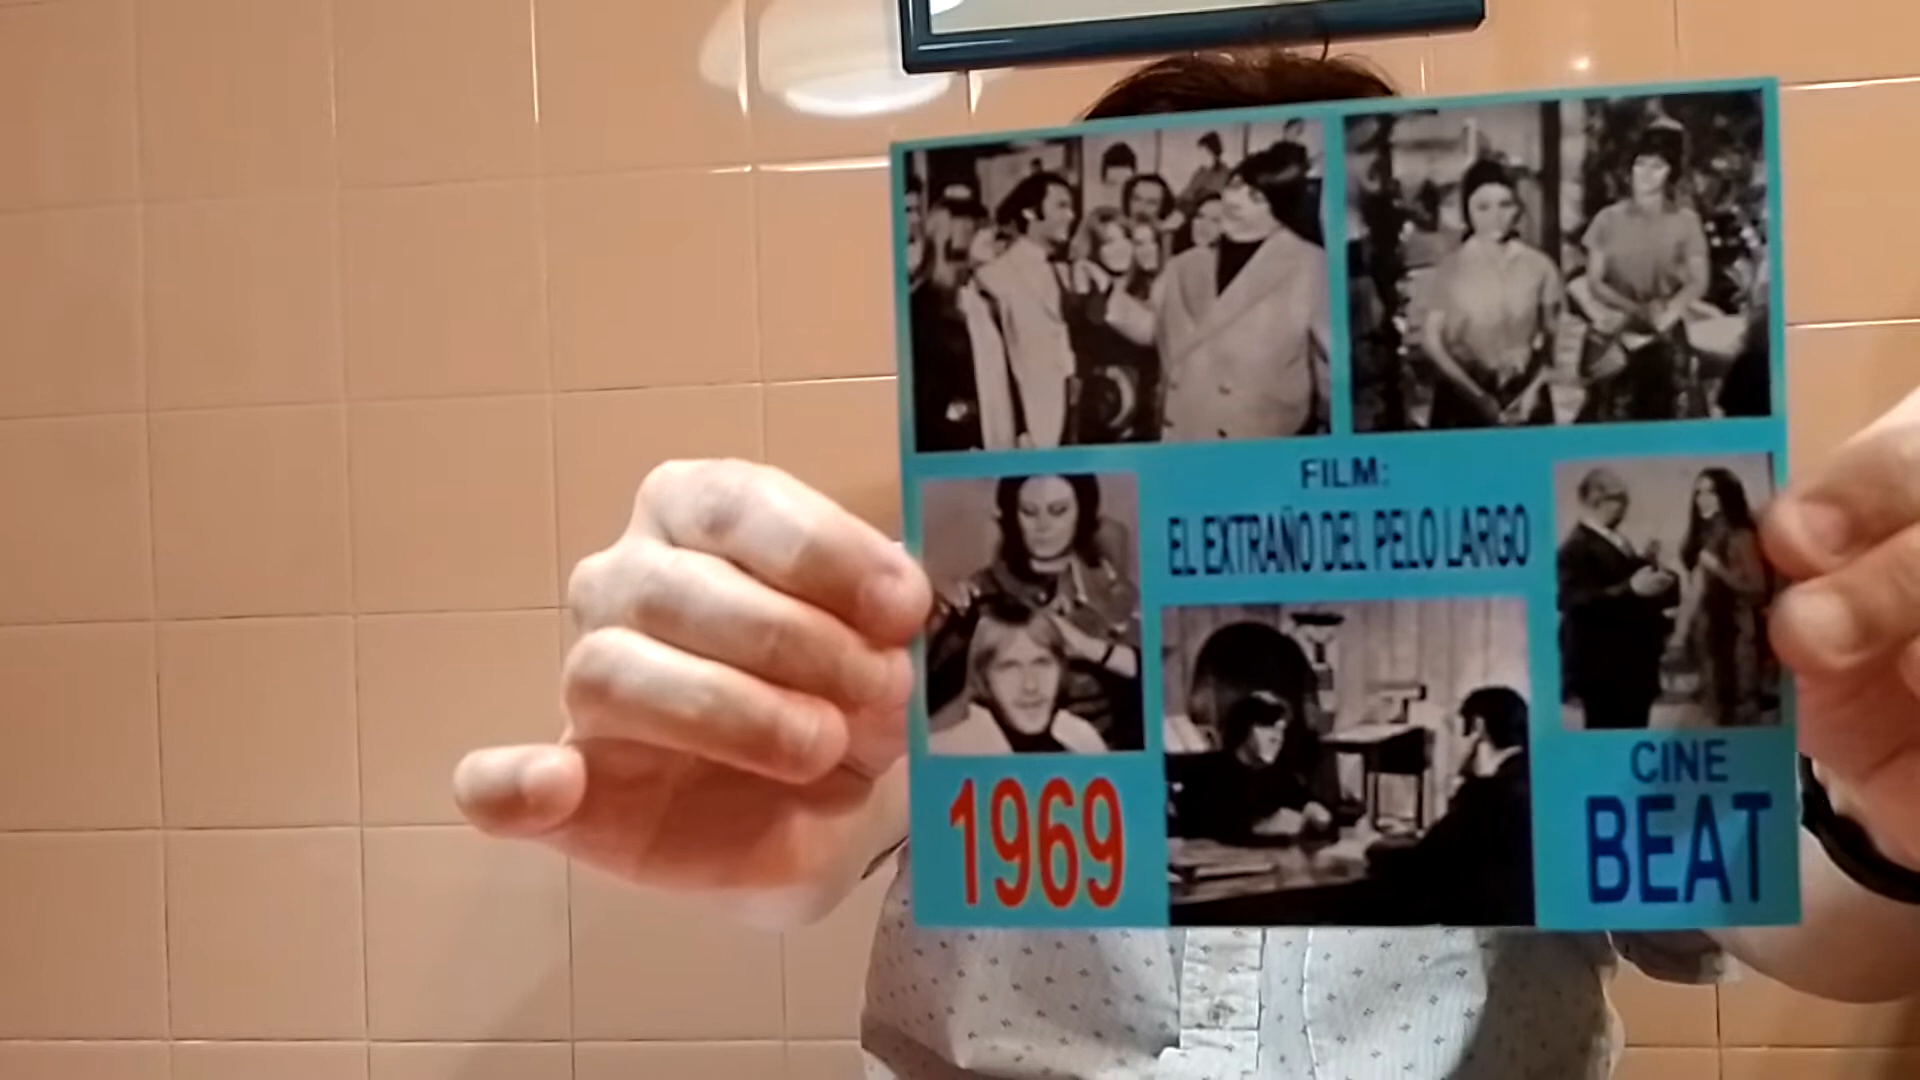 FILM:
EL EXTRAÑO DEL PELO LARGO
1969
CINE
BEAT